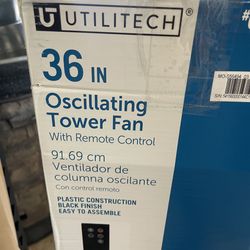 UTILITECH
#
36 IN
Oscillating
Tower Fan
With Remote Control
91.69 cm
Ventilador de
columna oscilante
Con control remoto
PLASTIC CONSTRUCTION
BLACK FINISH
EASY TO ASSEMBLE